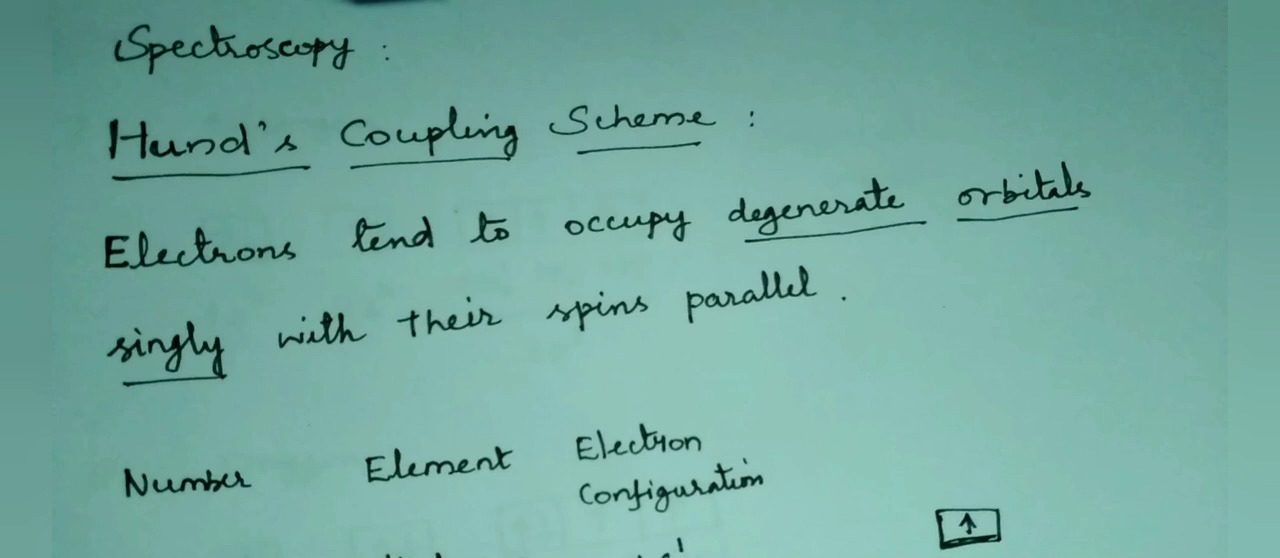 Spectroscopy :
Hund's Coupling Scheme :
Electrons tend to occupy degenerate orbitals
singly with their spins parallel.
Number Element Electron
Configuration
↑